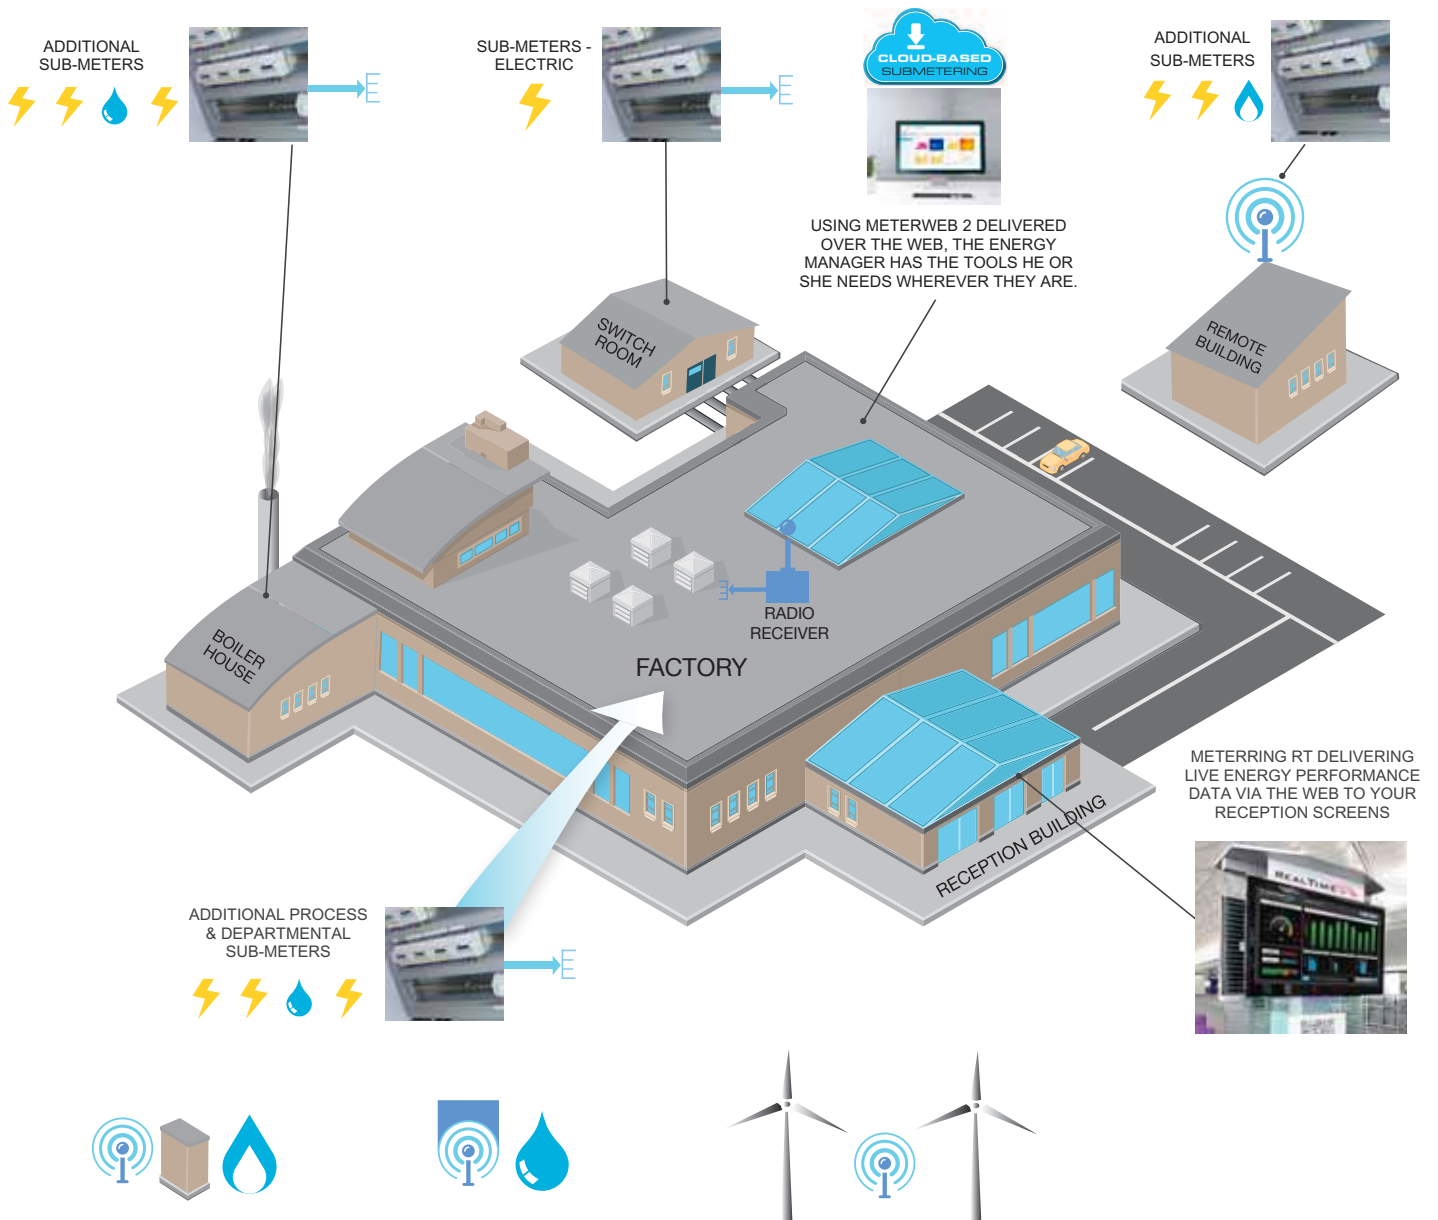 ADDITIONAL
SUB-METERS
SUB-METERS -
ELECTRIC
CLOUD-BASED
SUBMETERING
ADDITIONAL
SUB-METERS
USING METERWEB 2 DELIVERED
OVER THE WEB, THE ENERGY
MANAGER HAS THE TOOLS HE OR
SHE NEEDS WHEREVER THEY ARE.
SWITCH
ROOM
REMOTE
BUILDING
BOILER
HOUSE
RADIO
RECEIVER
FACTORY
METERRING RT DELIVERING
LIVE ENERGY PERFORMANCE
DATA VIA THE WEB TO YOUR
RECEPTION SCREENS
RECEPTION BUILDING
REALTIME
ADDITIONAL PROCESS
& DEPARTMENTAL
SUB-METERS